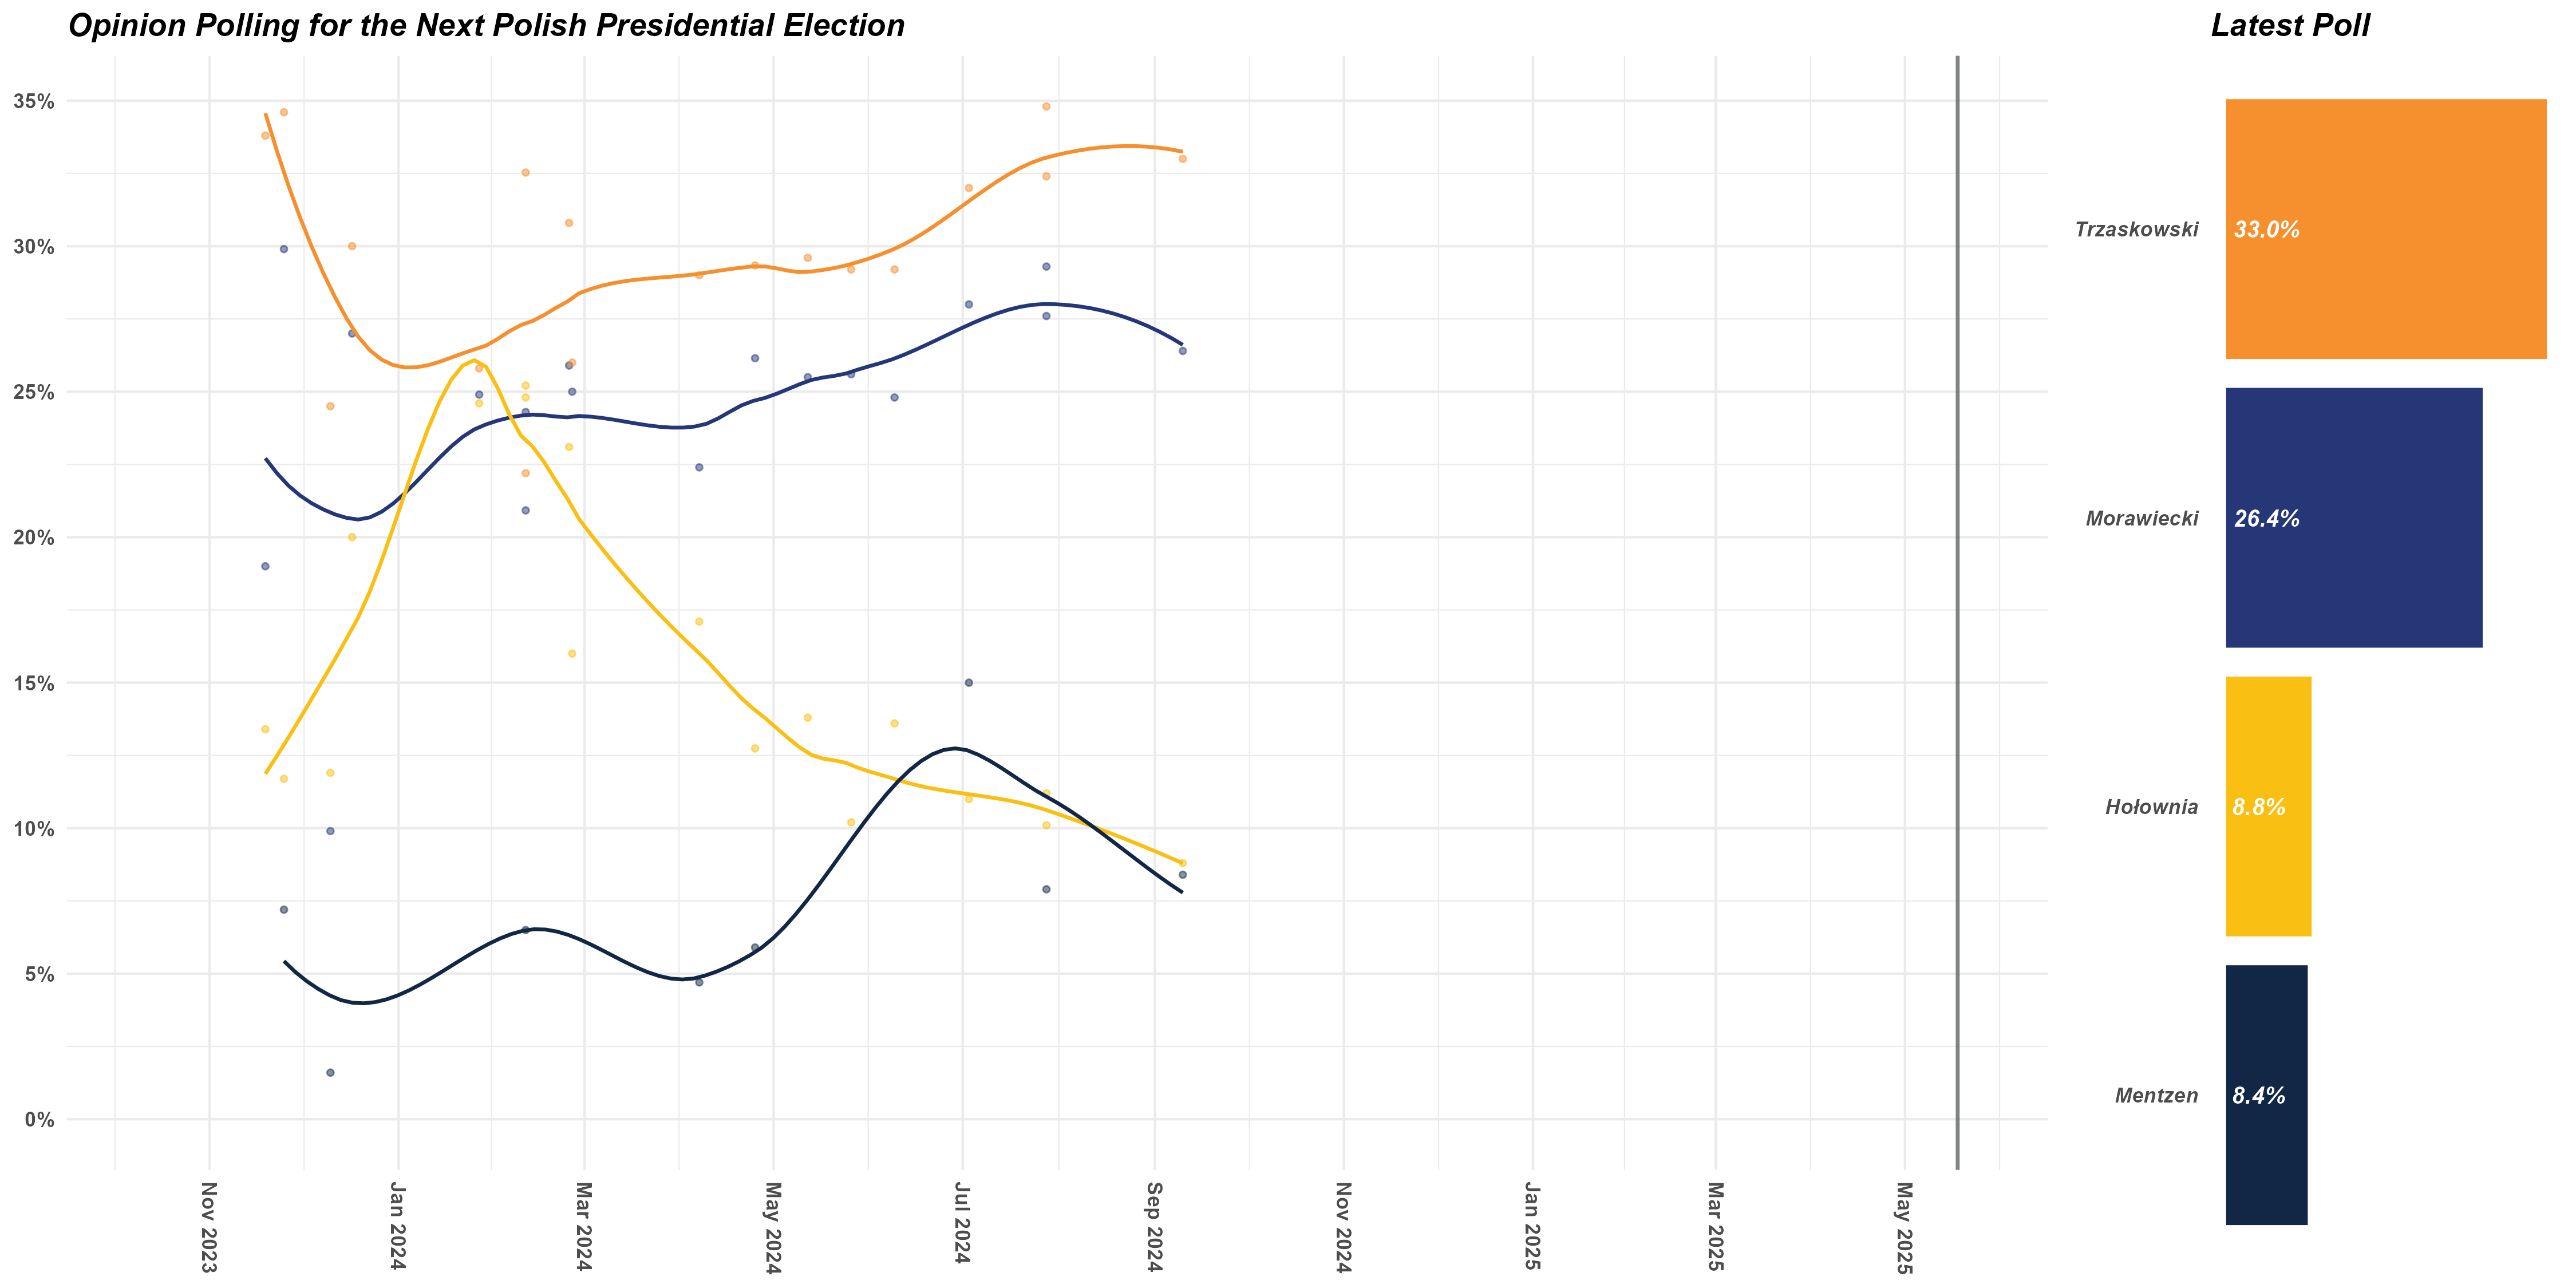 Opinion Polling for the Next Polish Presidential Election
Latest Poll
35%
30%
25%
20%
15%
10%
5%
0%
Nov 2023
Jan 2024
Mar 2024
May 2024
Jul 2024
Sep 2024
Nov 2024
Jan 2025
Mar 2025
May 2025
Trzaskowski 33.0%
Morawiecki 26.4%
Hołownia 8.8%
Mentzen 8.4%